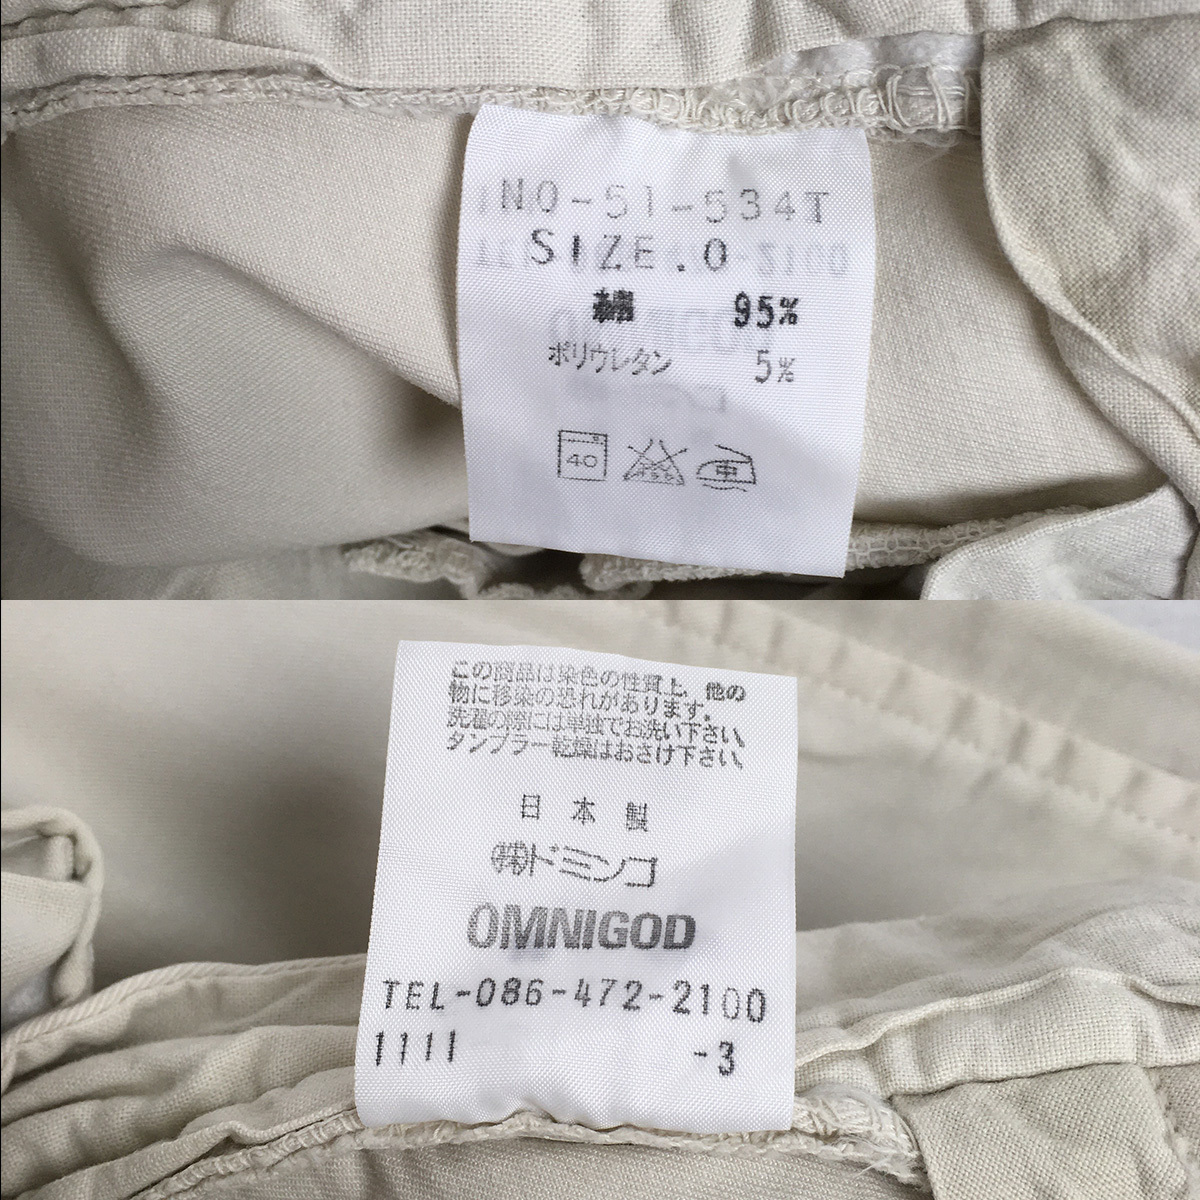 NO-51-534T
SIZE.0
綿 95%
ポリウレタン 5%
40
中
この商品は染色の性質上、他の
物に移染の恐れがあります。
洗濯の際には単独でお洗い下さい。
タンブラー乾燥はおさけ下さい。
日本製
㈱ドミンゴ
OMNIGOD
TEL-086-472-2100
1111 -3